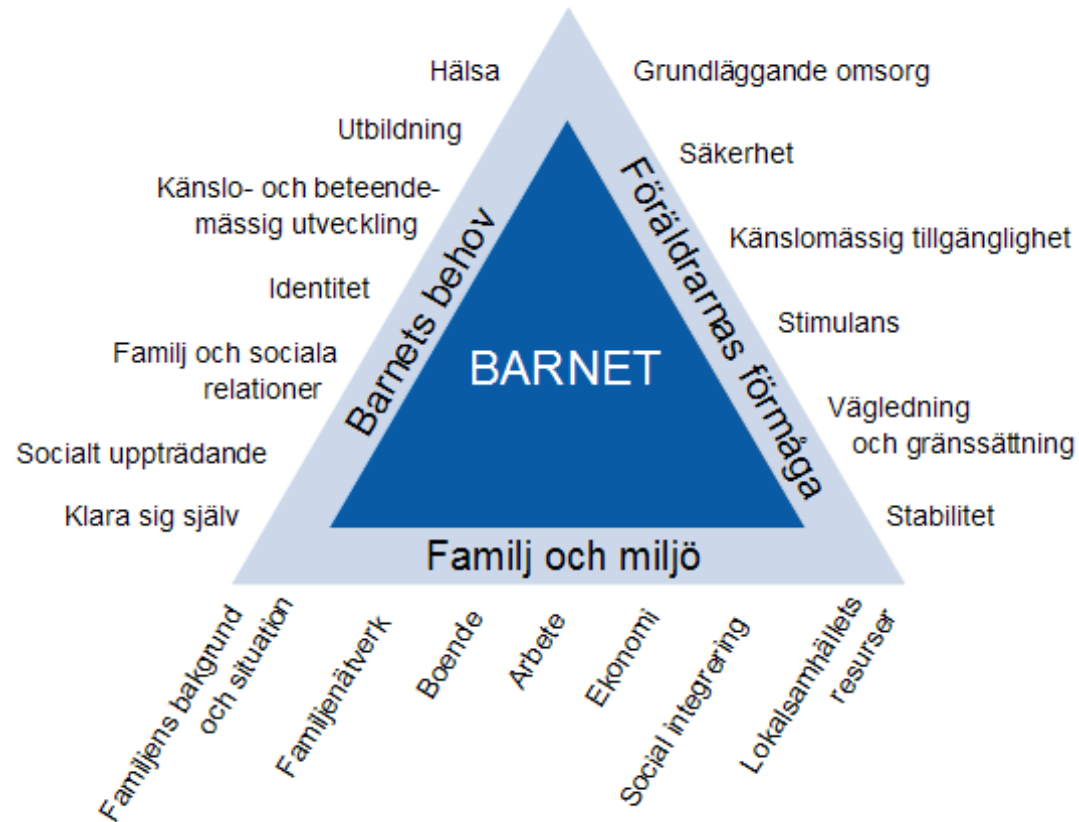 Hälsa
Utbildning
Känslo- och beteende-
mässig utveckling
Identitet
Familj och sociala
relationer
Socialt uppträdande
Klara sig själv
Barnets behov
BARNET
Föräldrarnas förmåga
Grundläggande omsorg
Säkerhet
Känslomässig tillgänglighet
Stimulans
Vägledning
och gränssättning
Stabilitet
Familj och miljö
Familjens bakgrund
och situation
Familjenätverk
Boende
Arbete
Ekonomi
Social integrering
Lokalsamhällets
resurser